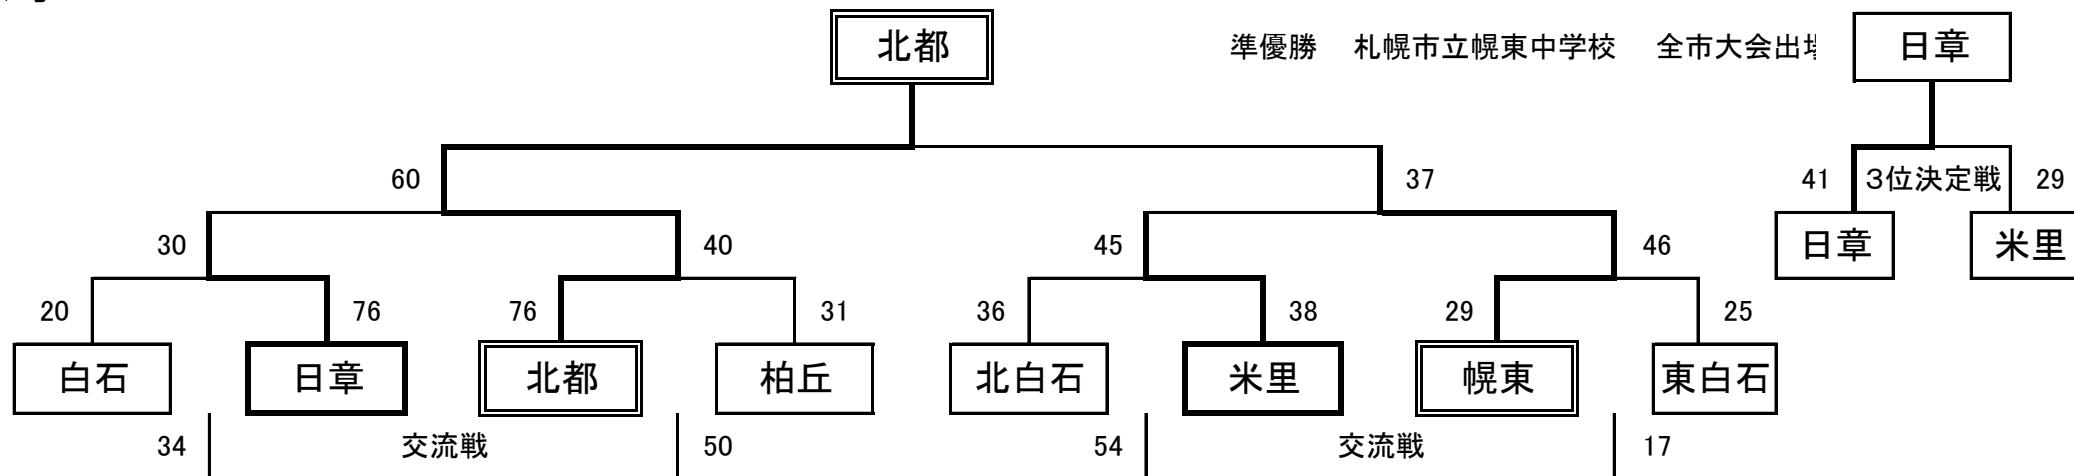 北都
準優勝 札幌市立幌東中学校 全市大会出
日章
60
37
41 3位決定戦 29
30
40
45
46
日章
米里
20
76
76
31
36
38
29
25
白石
日章
北都
柏丘
北白石
米里
幌東
東白石
34 交流戦 50
54 交流戦 17